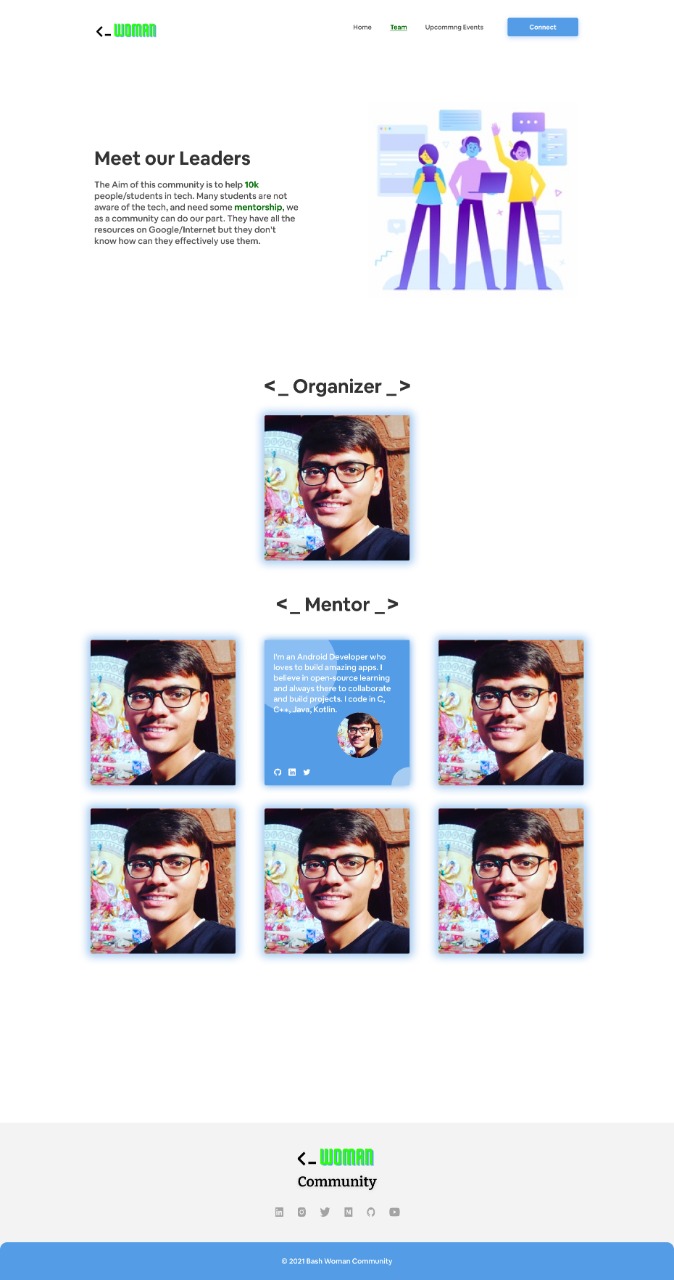 <_ WOMAN
Home Team Upcommng Events Connect
Meet our Leaders
The Aim of this community is to help 10k
people/students in tech. Many students are not
aware of the tech, and need some mentorship, we
as a community can do our part. They have all the
resources on Google/Internet but they don't
know how can they effectively use them.
<_ Organizer _>
<_ Mentor _>
I'm an Android Developer who
loves to build amazing apps. I
believe in open-source learning
and always there to collaborate
and build projects. I code in C,
C++, Java, Kotlin.
<_ WOMAN
Community
© 2021 Bash Woman Community